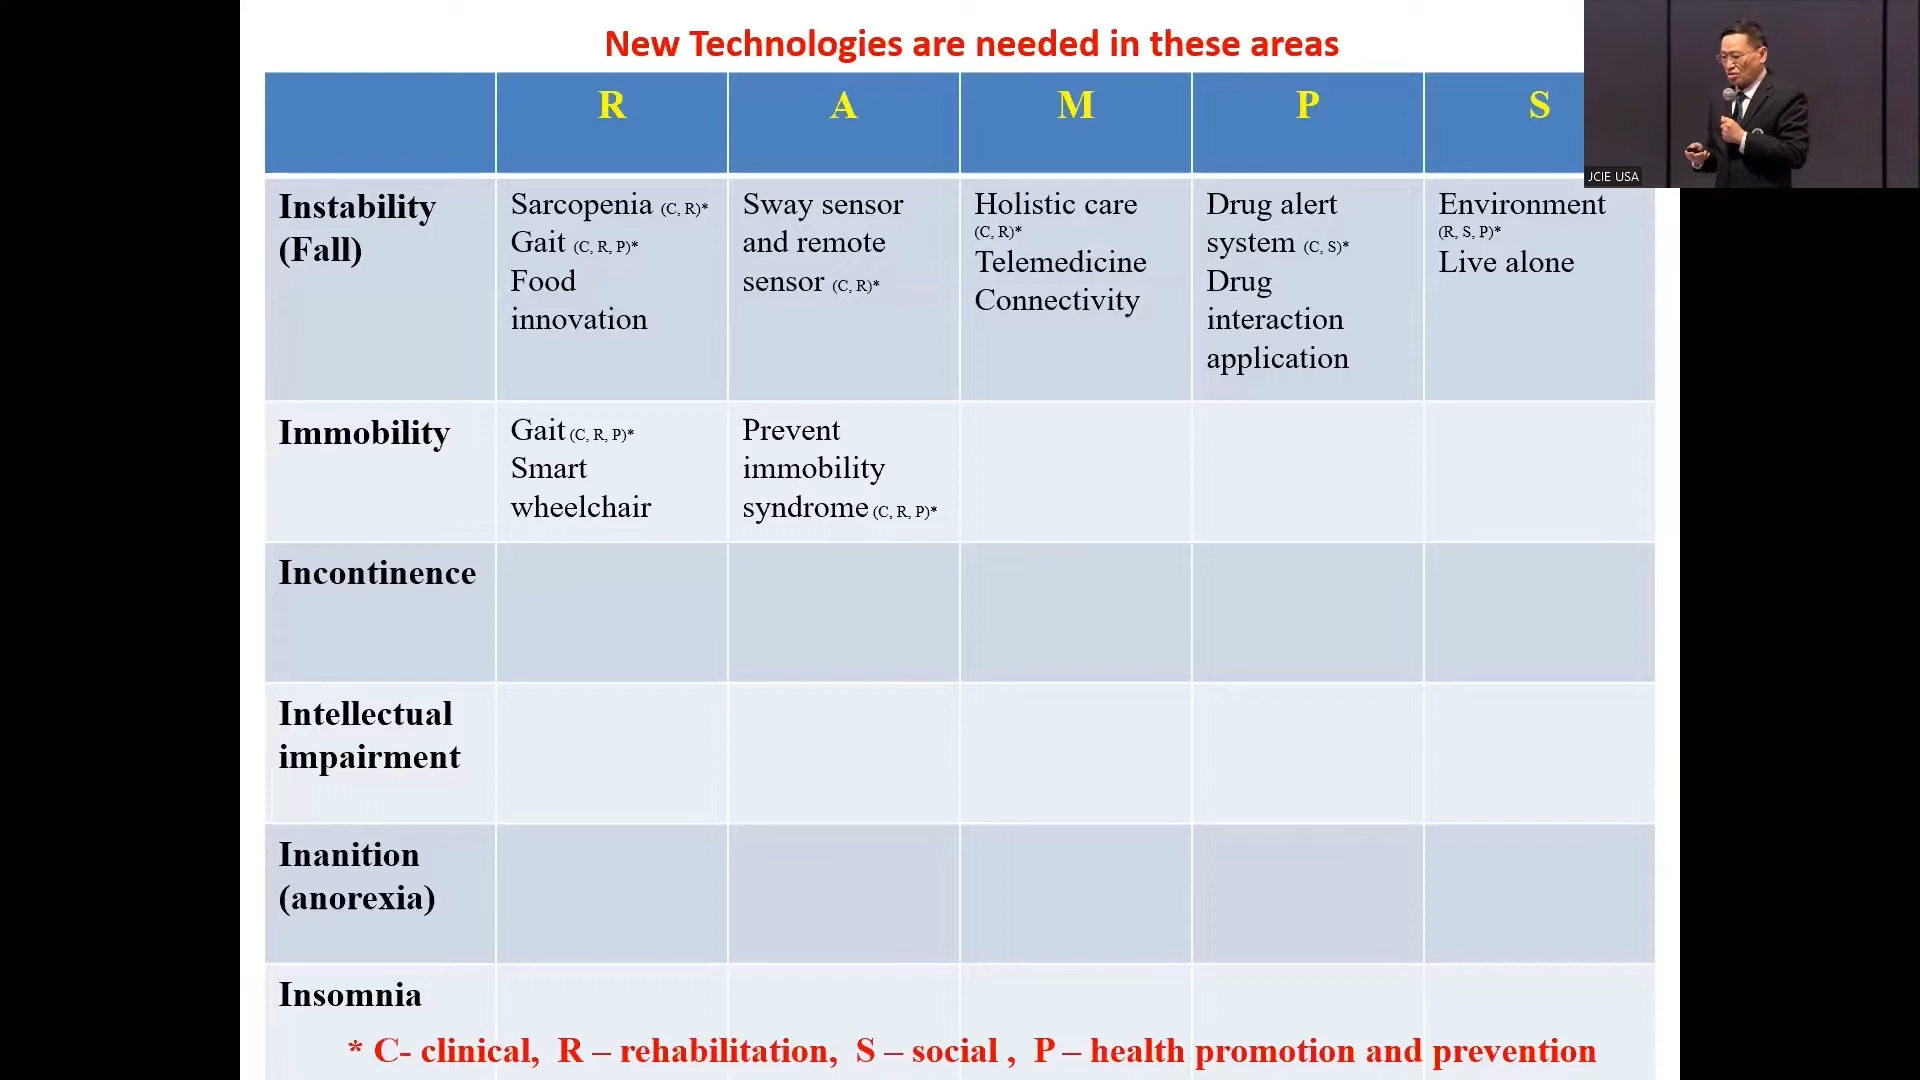 New Technologies are needed in these areas
R
A
M
P
S
JCIE USA
Instability
(Fall)
Sarcopenia (C, R)*
Gait (C, R, P)*
Food
innovation
Sway sensor
and remote
sensor (C, R)*
Holistic care
(C, R)*
Telemedicine
Connectivity
Drug alert
system (C, S)*
Drug
interaction
application
Environment
(R, S, P)*
Live alone
Immobility
Gait (C, R, P)*
Smart
wheelchair
Prevent
immobility
syndrome (C, R, P)*
Incontinence
Intellectual
impairment
Inanition
(anorexia)
Insomnia
* C- clinical, R – rehabilitation, S – social , P – health promotion and prevention